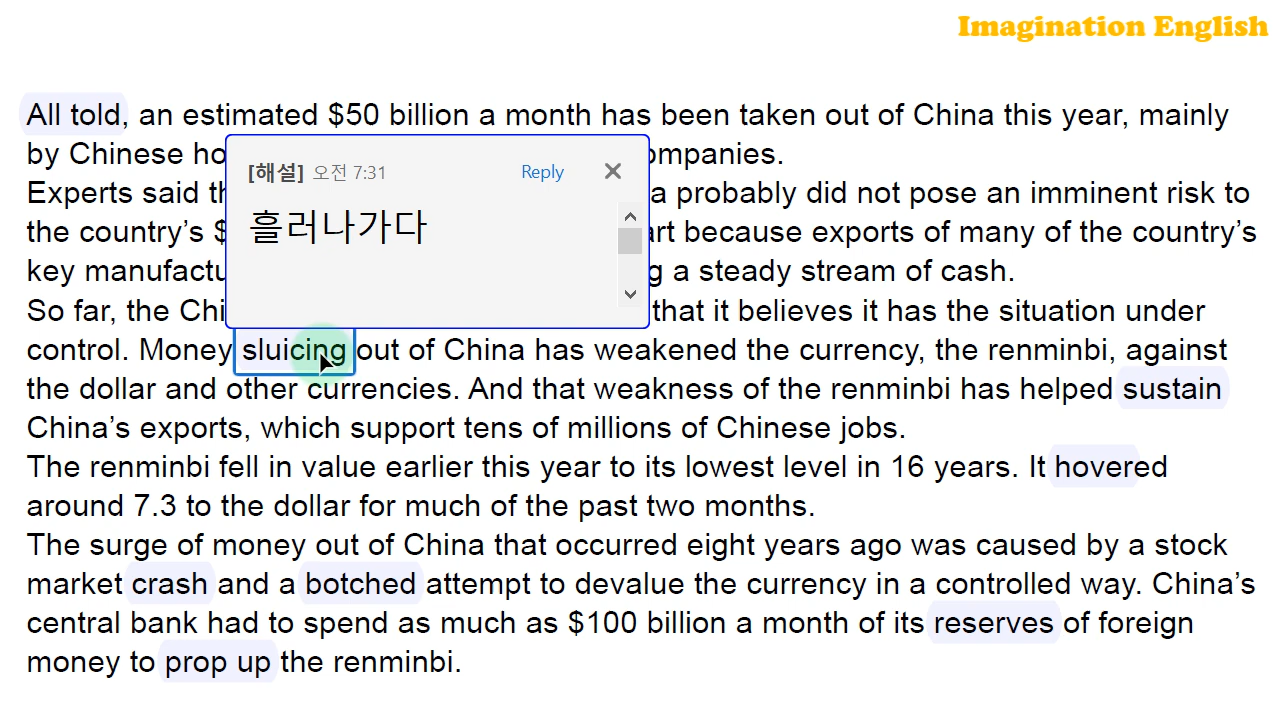 Imagination English
All told, an estimated $50 billion a month has been taken out of China this year, mainly
by Chinese ompanies.
[해설] 오전 7:31 Reply
흘러나가다
Experts said a probably did not pose an imminent risk to
the country’s $ art because exports of many of the country’s
key manufactu g a steady stream of cash.
So far, the Chi that it believes it has the situation under
control. Money sluicing out of China has weakened the currency, the renminbi, against
the dollar and other currencies. And that weakness of the renminbi has helped sustain
China’s exports, which support tens of millions of Chinese jobs.
The renminbi fell in value earlier this year to its lowest level in 16 years. It hovered
around 7.3 to the dollar for much of the past two months.
The surge of money out of China that occurred eight years ago was caused by a stock
market crash and a botched attempt to devalue the currency in a controlled way. China’s
central bank had to spend as much as $100 billion a month of its reserves of foreign
money to prop up the renminbi.